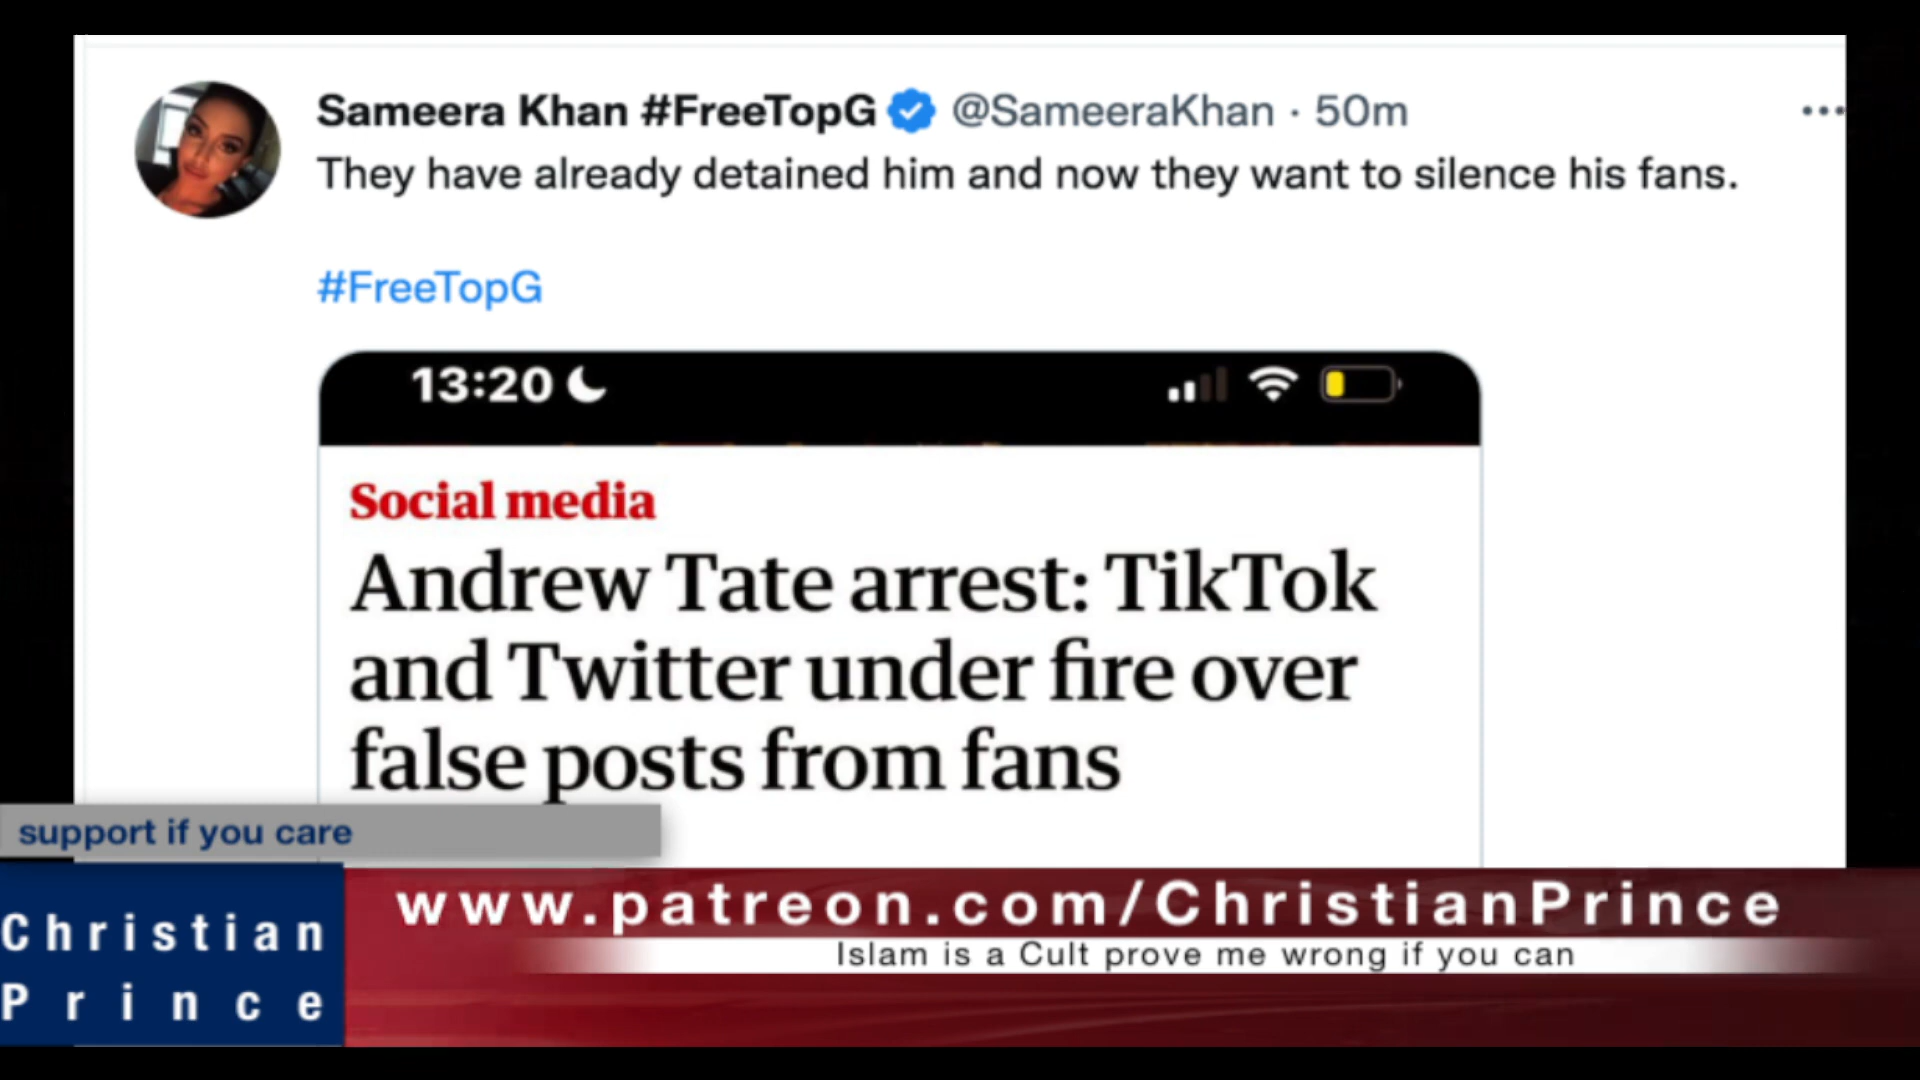 Sameera Khan #FreeTopG @SameeraKhan · 50m
They have already detained him and now they want to silence his fans.
#FreeTopG
13:20
Social media
Andrew Tate arrest: TikTok
and Twitter under fire over
false posts from fans
support if you care
Christian
Prince
www.patreon.com/ChristianPrince
Islam is a Cult prove me wrong if you can